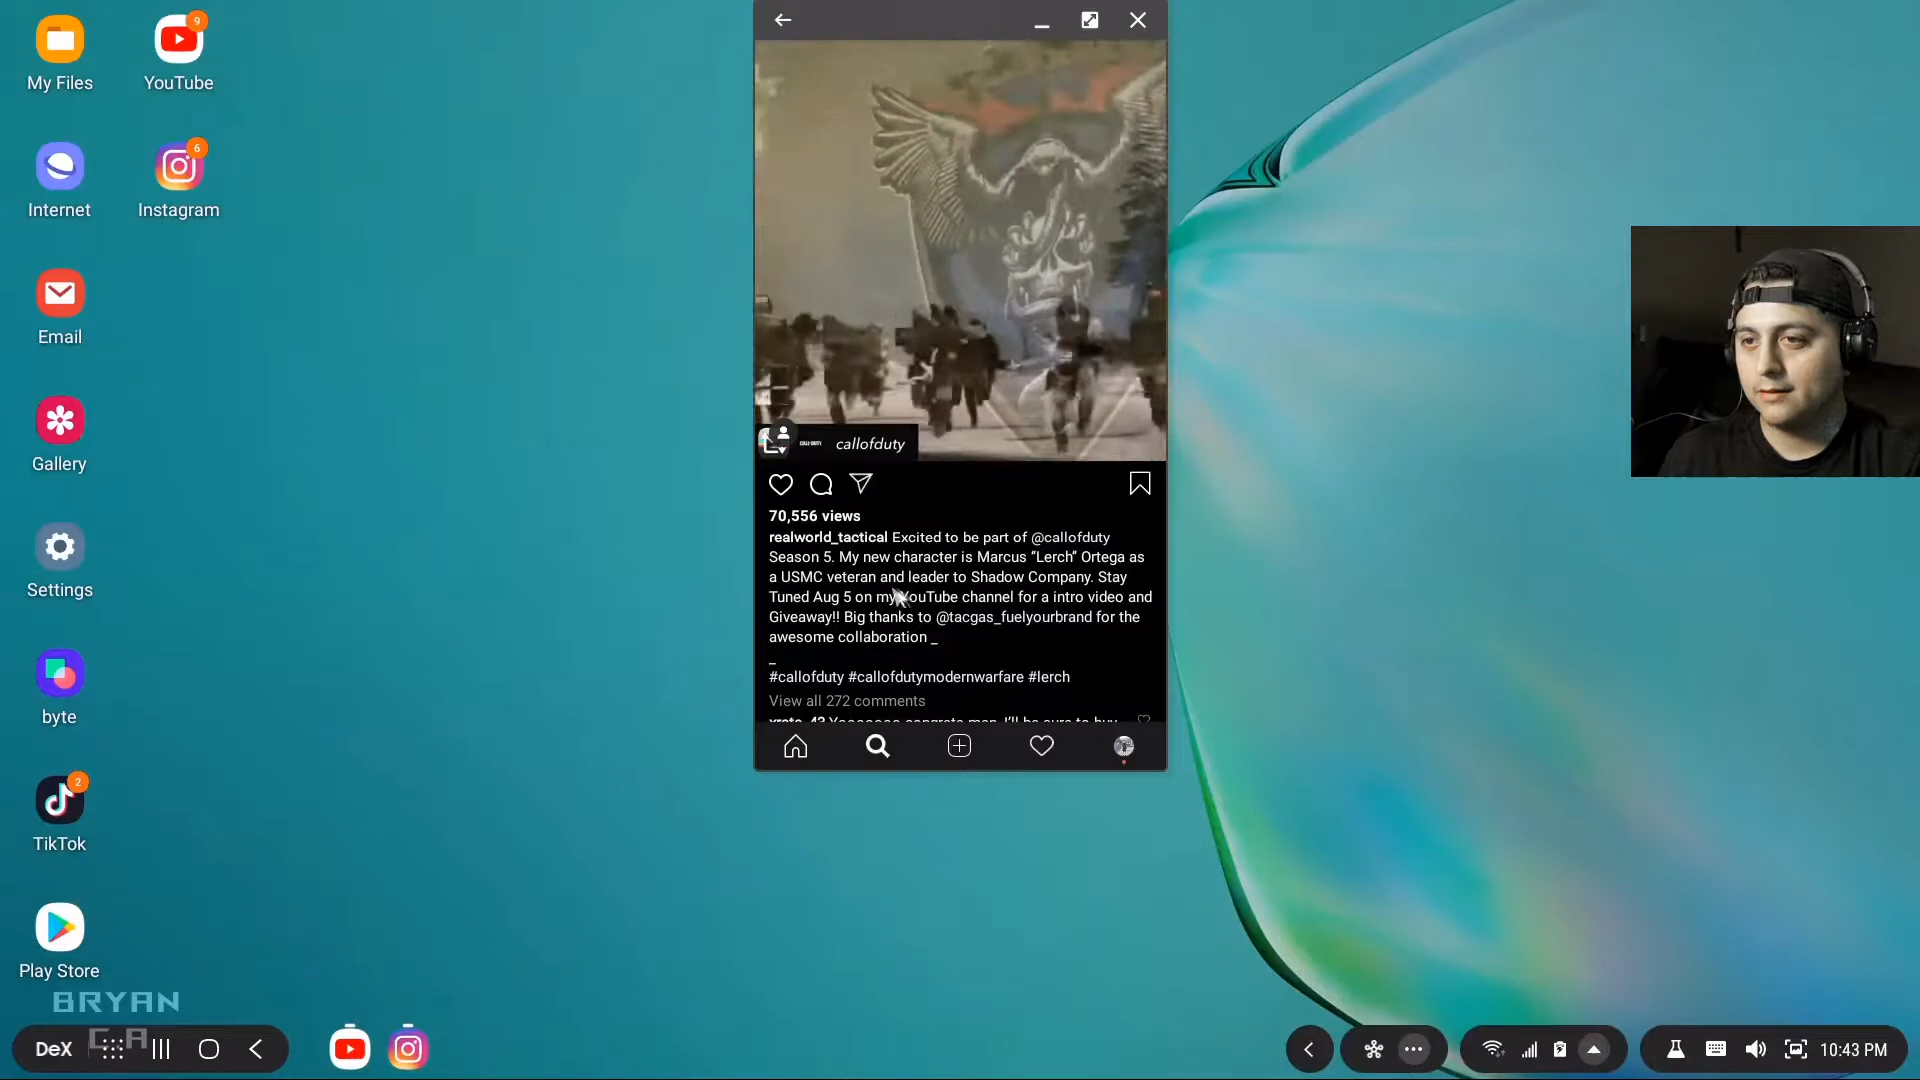 My Files
9
YouTube
Internet
6
Instagram
Email
Gallery
Settings
byte
2
TikTok
Play Store
BRYAN
C.A
callofduty
70,556 views
realworld_tactical Excited to be part of @callofduty
Season 5. My new character is Marcus "Lerch" Ortega as
a USMC veteran and leader to Shadow Company. Stay
Tuned Aug 5 on my YouTube channel for a intro video and
Giveaway!! Big thanks to @tacgas_fuelyourbrand for the
awesome collaboration _
_
#callofduty #callofdutymodernwarfare #lerch
View all 272 comments
DeX
10:43 PM